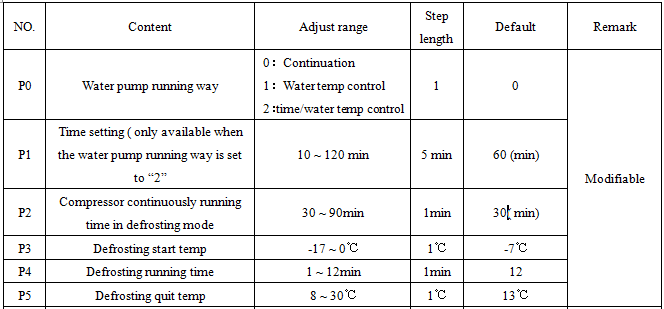 NO. Content Adjust range Step length Default Remark
P0 Water pump running way 0：Continuation 1 0
1：Water temp control
2:time/water temp control
P1 Time setting ( only available when the water pump running way is set to “2” 10 ~ 120 min 5 min 60 (min)
Modifiable
P2 Compressor continuously running time in defrosting mode 30 ~ 90min 1min 30( min)
P3 Defrosting start temp -17 ~ 0℃ 1℃ -7℃
P4 Defrosting running time 1 ~ 12min 1min 12
P5 Defrosting quit temp 8 ~ 30℃ 1℃ 13℃